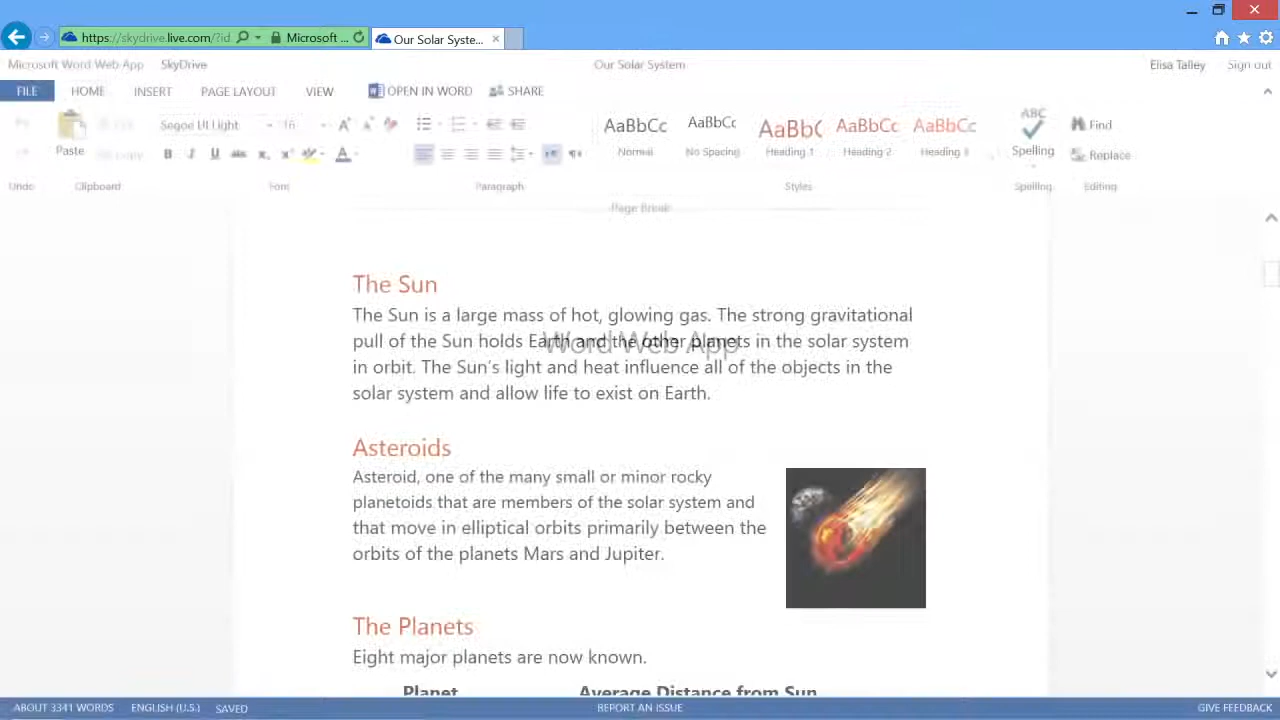 https://skydrive.live.com/?id. Microsoft ... Our Solar Syste...
Microsoft Word Web App SkyDrive Our Solar System Elisa Talley Sign out
FILE HOME INSERT PAGE LAYOUT VIEW OPEN IN WORD SHARE
Paste Cut Copy
Segoe UI Light 16
B I U abc
AaBbCc AaBbCc AaBbC AaBbCc AaBbCc
Normal No Spacing Heading 1 Heading 2 Heading 3
ABC Spelling Find Replace
Undo Clipboard Font Paragraph Styles Spelling Editing
Page Break
The Sun
The Sun is a large mass of hot, glowing gas. The strong gravitational
pull of the Sun holds Earth and the other planets in the solar system
Word Web App
in orbit. The Sun's light and heat influence all of the objects in the
solar system and allow life to exist on Earth.
Asteroids
Asteroid, one of the many small or minor rocky
planetoids that are members of the solar system and
that move in elliptical orbits primarily between the
orbits of the planets Mars and Jupiter.
The Planets
Eight major planets are now known.
Planet Average Distance from Sun
ABOUT 3341 WORDS ENGLISH (U.S.) SAVED REPORT AN ISSUE GIVE FEEDBACK